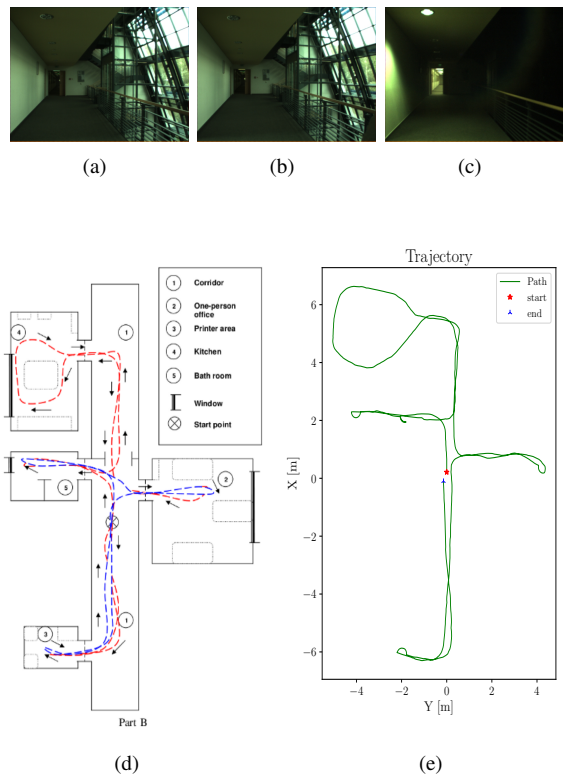 (a)
(b)
(c)
4
1
1
Corridor
2
One-person
office
3
Printer area
4
Kitchen
5
Bath room
Window
Start point
2
5
3
1
Part B
(d)
Trajectory
Path
start
end
6
4
2
0
−2
−4
−6
X [m]
−4
−2
0
2
4
Y [m]
(e)